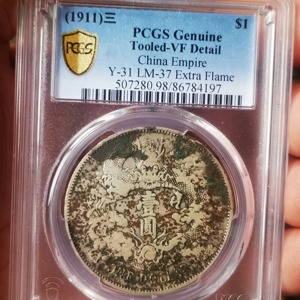 (1911)三 $1
PCGS Genuine
Tooled-VF Detail
China Empire
Y-31 LM-37 Extra Flame
507280.98/86784197
PCGS
壹
圓